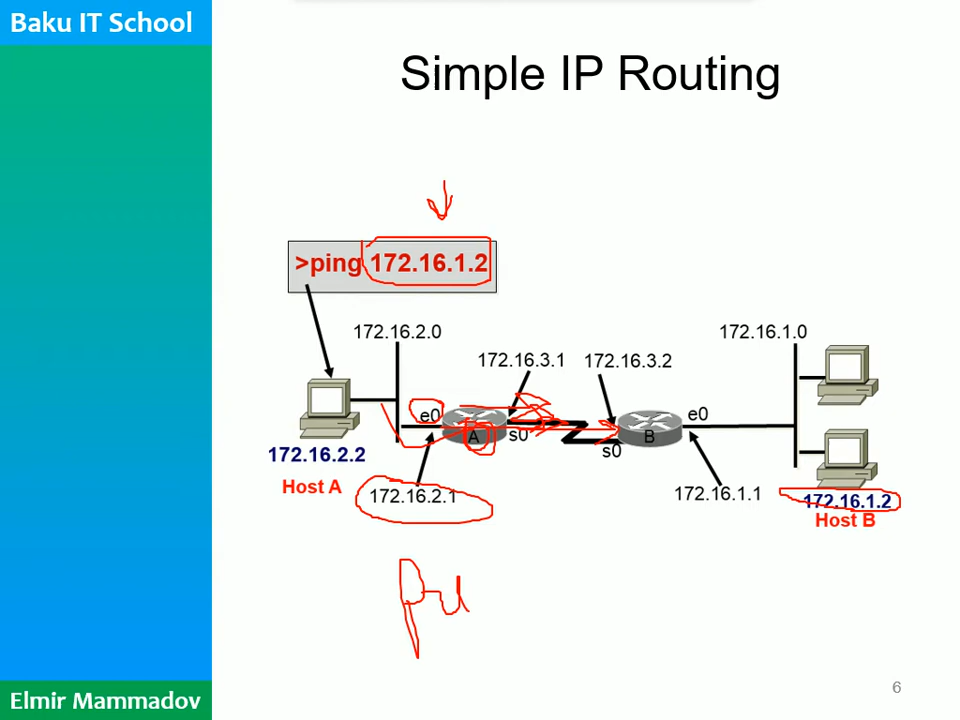 Baku IT School
Simple IP Routing
>ping 172.16.1.2
172.16.2.0
172.16.1.0
172.16.3.1
172.16.3.2
e0
A
s0
B
e0
s0
172.16.2.2
Host A
172.16.2.1
172.16.1.1
172.16.1.2
Host B
6
Elmir Mammadov